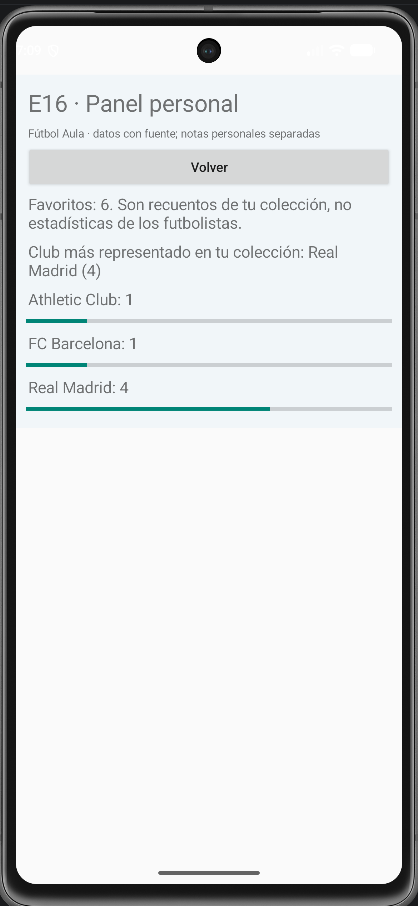 E16 · Panel personal
Fútbol Aula · datos con fuente; notas personales separadas
Volver
Favoritos: 6. Son recuentos de tu colección, no
estadísticas de los futbolistas.
Club más representado en tu colección: Real
Madrid (4)
Athletic Club: 1
FC Barcelona: 1
Real Madrid: 4